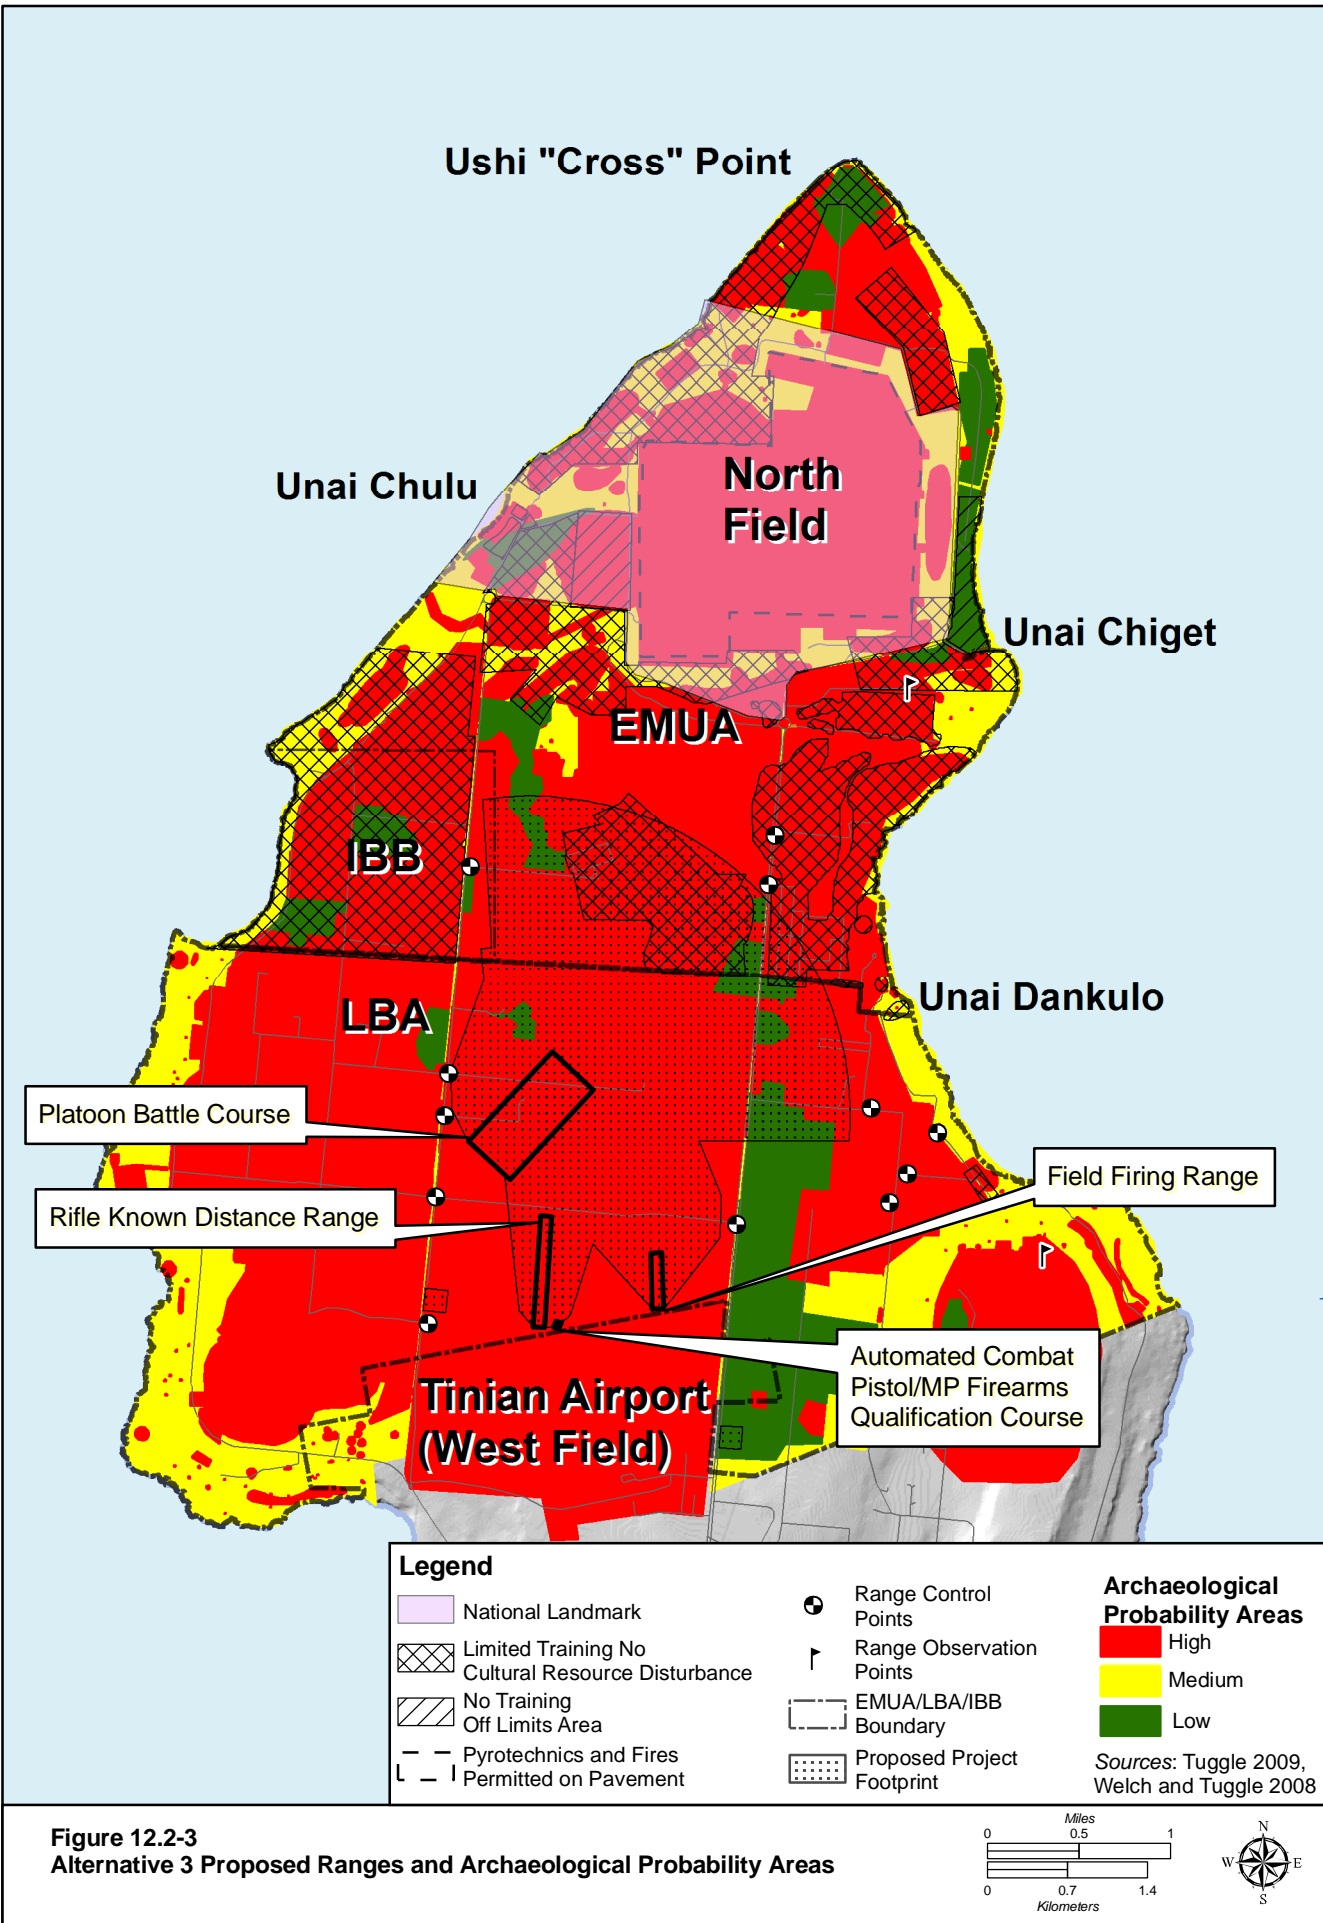 Ushi "Cross" Point
Unai Chulu
North
Field
Unai Chiget
EMUA
IBB
LBA
Unai Dankulo
Platoon Battle Course
Field Firing Range
Rifle Known Distance Range
Automated Combat
Pistol/MP Firearms
Qualification Course
Tinian Airport
(West Field)
Legend
National Landmark
Limited Training No
Cultural Resource Disturbance
No Training
Off Limits Area
Pyrotechnics and Fires
Permitted on Pavement
Range Control
Points
Range Observation
Points
EMUA/LBA/IBB
Boundary
Proposed Project
Footprint
Archaeological
Probability Areas
High
Medium
Low
Sources: Tuggle 2009,
Welch and Tuggle 2008
Figure 12.2-3
Alternative 3 Proposed Ranges and Archaeological Probability Areas
Miles
0 0.5 1
0 0.7 1.4
Kilometers
N
W E
S